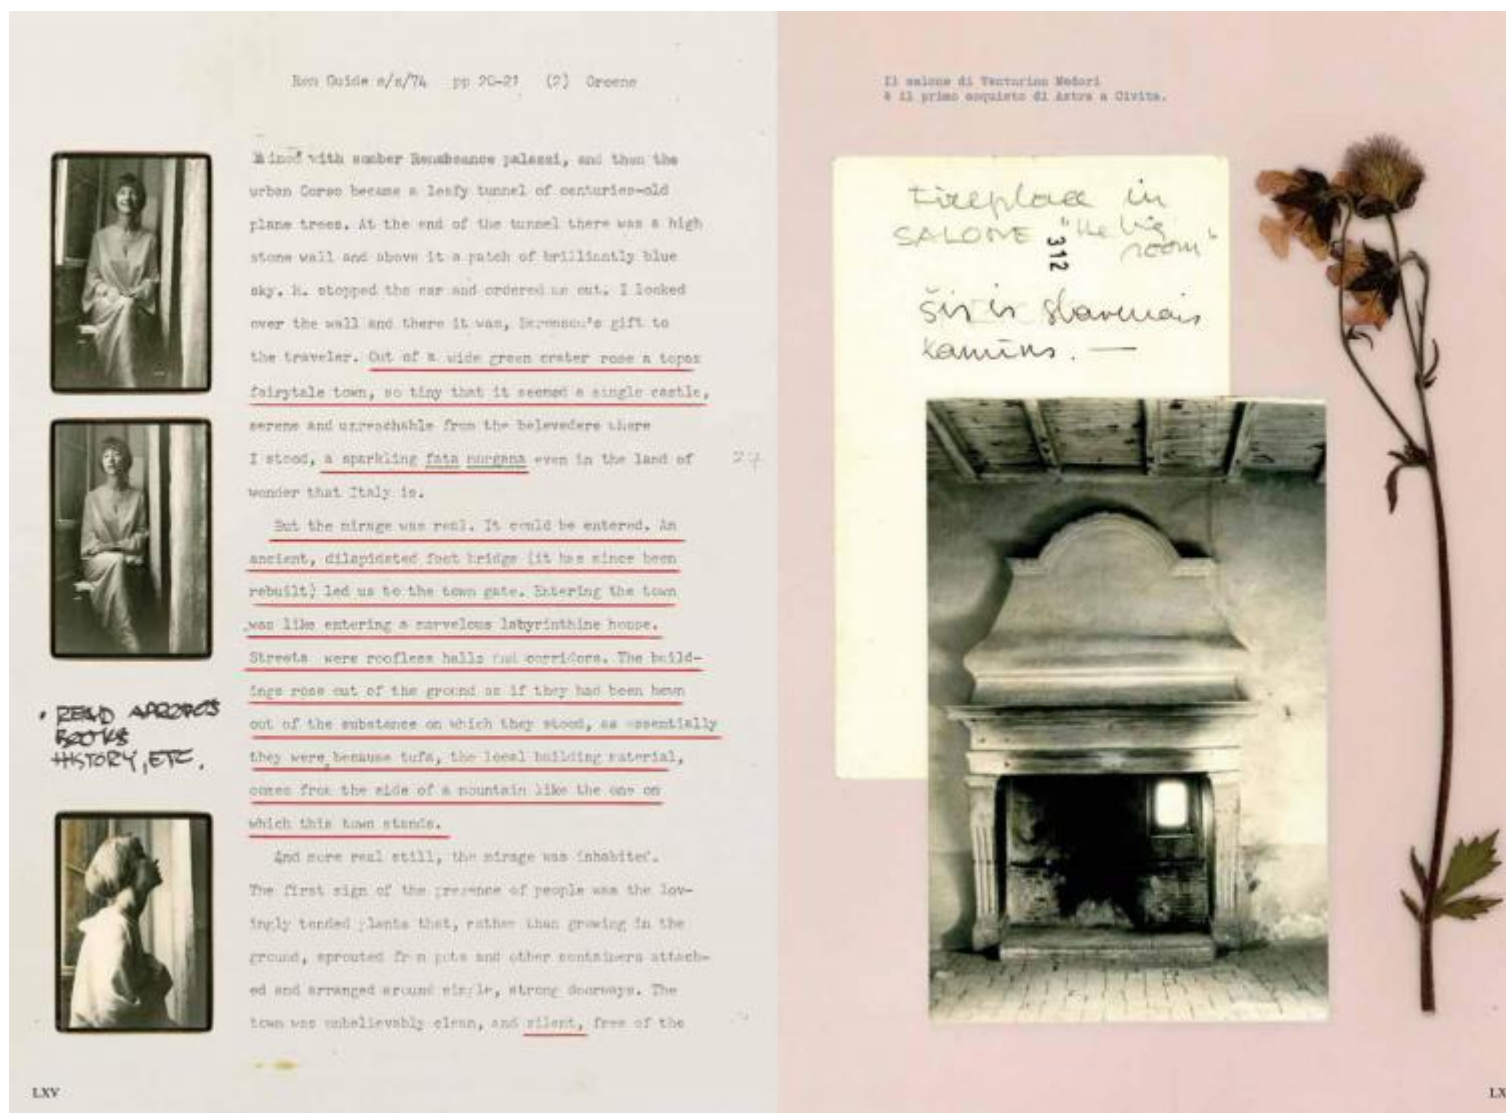 Ren Guide s/s/74 pp 20-21 (2) Greene
lined with somber Renaissance palazzi, and then the
urban Corso became a leafy tunnel of centuries-old
plane trees. At the end of the tunnel there was a high
stone wall and above it a patch of brilliantly blue
sky. R. stopped the car and ordered us out. I looked
over the wall and there it was, Berenson's gift to
the traveler. Out of a wide green crater rose a topaz
fairytale town, so tiny that it seemed a single castle,
serene and unreachable from the belevedere where
I stood, a sparkling fata morgana even in the land of
27
wonder that Italy is.
But the mirage was real. It could be entered. An
ancient, dilapidated foot bridge (it has since been
rebuilt) led us to the town gate. Entering the town
was like entering a marvelous labyrinthine house.
Streets were roofless halls and corridors. The build-
ings rose out of the ground as if they had been hewn
out of the substance on which they stood, as essentially
they were, because tufa, the local building material,
comes from the side of a mountain like the one on
which this town stands.
And more real still, the mirage was inhabited.
The first sign of the presence of people was the lov-
ingly tended plants that, rather than growing in the
ground, sprouted from pots and other containers attach-
ed and arranged around simple, strong doorways. The
town was unbelievably clean, and silent, free of the
• READ APROPOS
BOOKS
HISTORY, ETC.
LXV
Il salone di Venturino Medori
è il primo acquisto di Astra a Civita.
Fireplace in
SALONE "the big
room"
312
šis ir slavenais
kamīns. —
LX